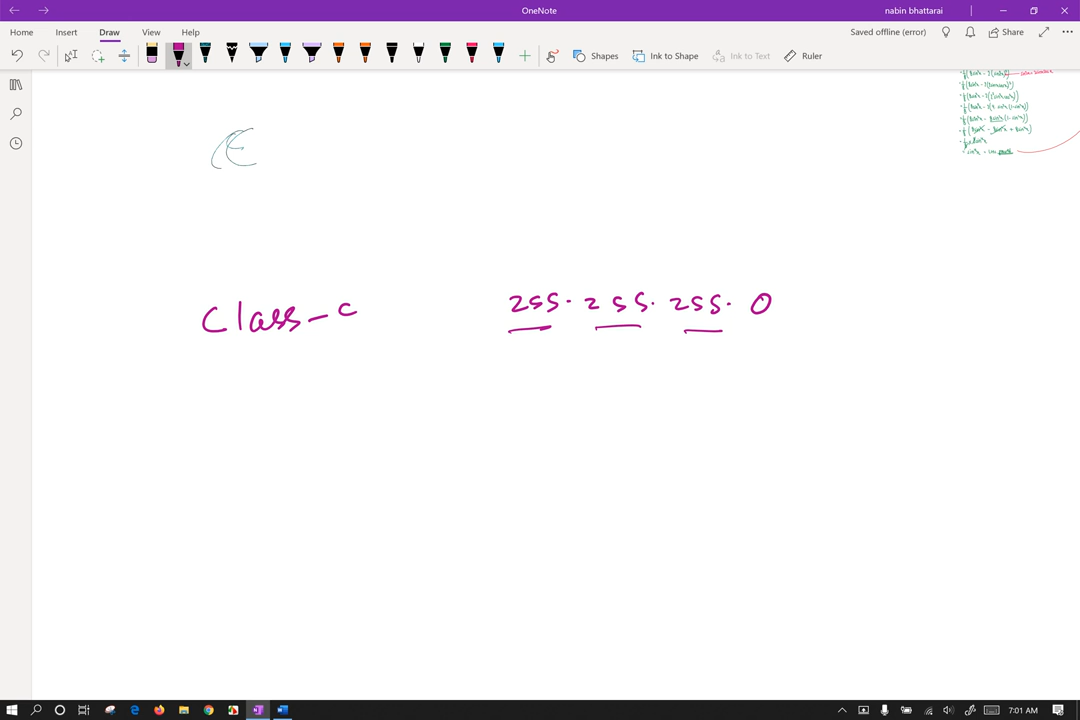 OneNote
nabin bhattarai
Home Insert Draw View Help
Saved offline (error)
Share
Shapes
Ink to Shape
Ink to Text
Ruler
Class-c 255.255.255.0
7:01 AM